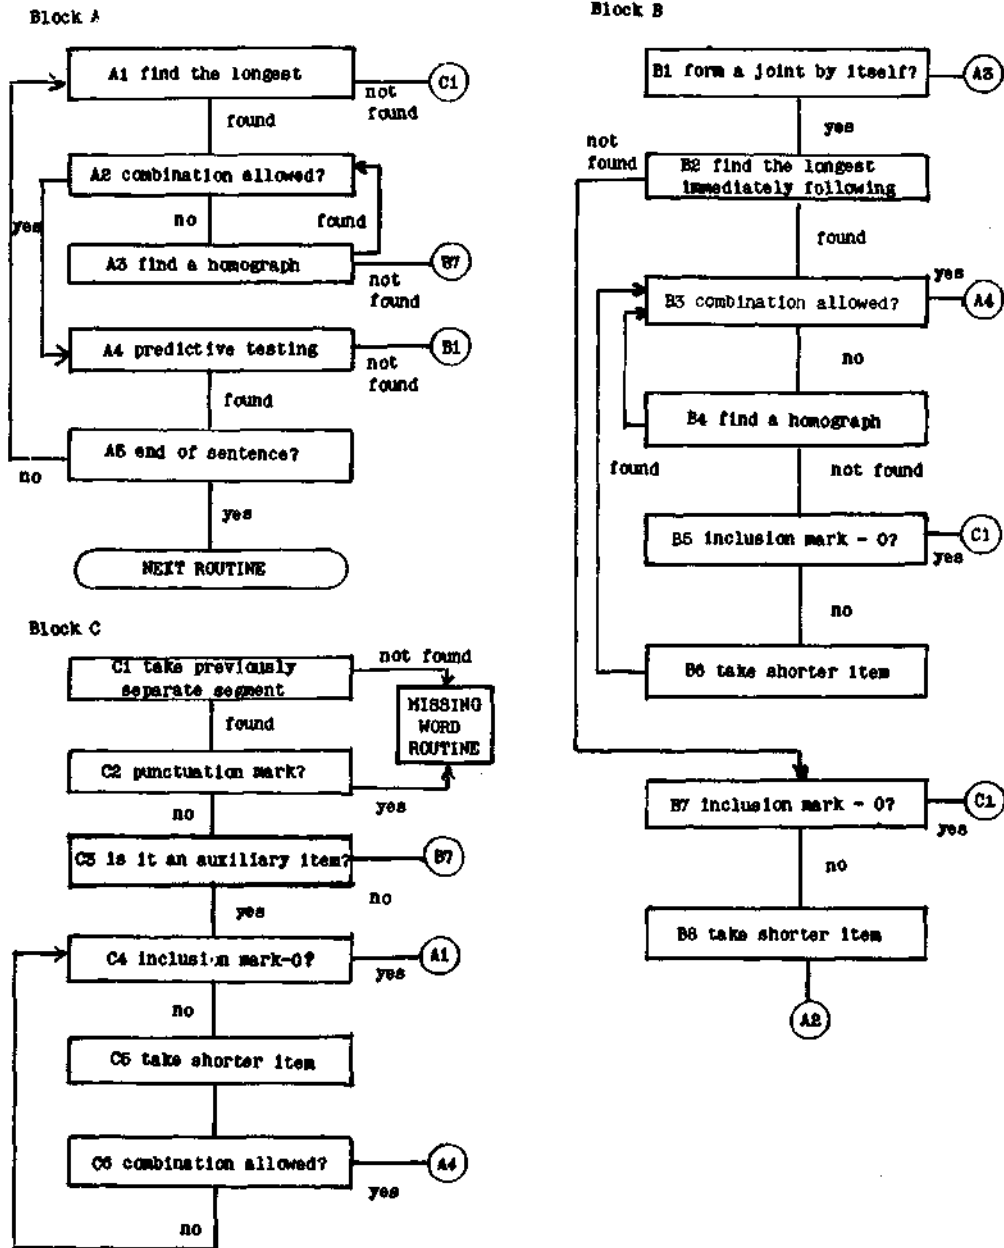 Block A
A1 find the longest
C1
not
found
found
A2 combination allowed?
yes
no
found
A3 find a homograph
B7
not
found
A4 predictive testing
B1
not
found
found
A5 end of sentence?
no
yes
NEXT ROUTINE
Block B
B1 form a joint by itself?
A3
yes
not
found
B2 find the longest
immediately following
found
yes
B3 combination allowed?
A4
no
B4 find a homograph
found
not found
B5 inclusion mark - 0?
C1
yes
no
B6 take shorter item
B7 inclusion mark - 0?
C1
yes
no
B8 take shorter item
A2
Block C
C1 take previously
separate segment
not found
MISSING
WORD
ROUTINE
found
C2 punctuation mark?
yes
no
C3 is it an auxiliary item?
B7
no
yes
C4 inclusion mark-0?
A1
yes
no
C5 take shorter item
C6 combination allowed?
A4
yes
no